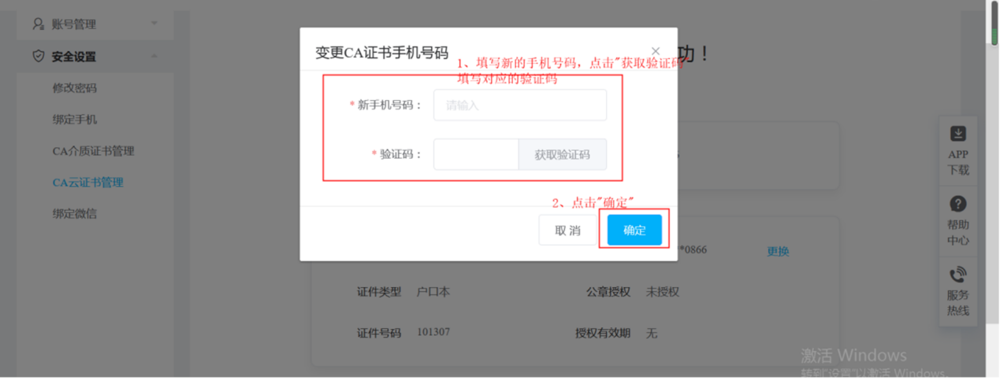 账号管理
安全设置
修改密码
绑定手机
CA介质证书管理
CA云证书管理
绑定微信
变更CA证书手机号码
功！
1、填写新的手机号码，点击"获取验证码"
填写对应的验证码
* 新手机号码： 请输入
* 验证码： 获取验证码
2、点击"确定"
取 消 确定
*0866 更换
证件类型 户口本 公章授权 未授权
证件号码 101307 授权有效期 无
APP
下载
帮助
中心
服务
热线
激活 Windows
转到"设置"以激活 Windows。